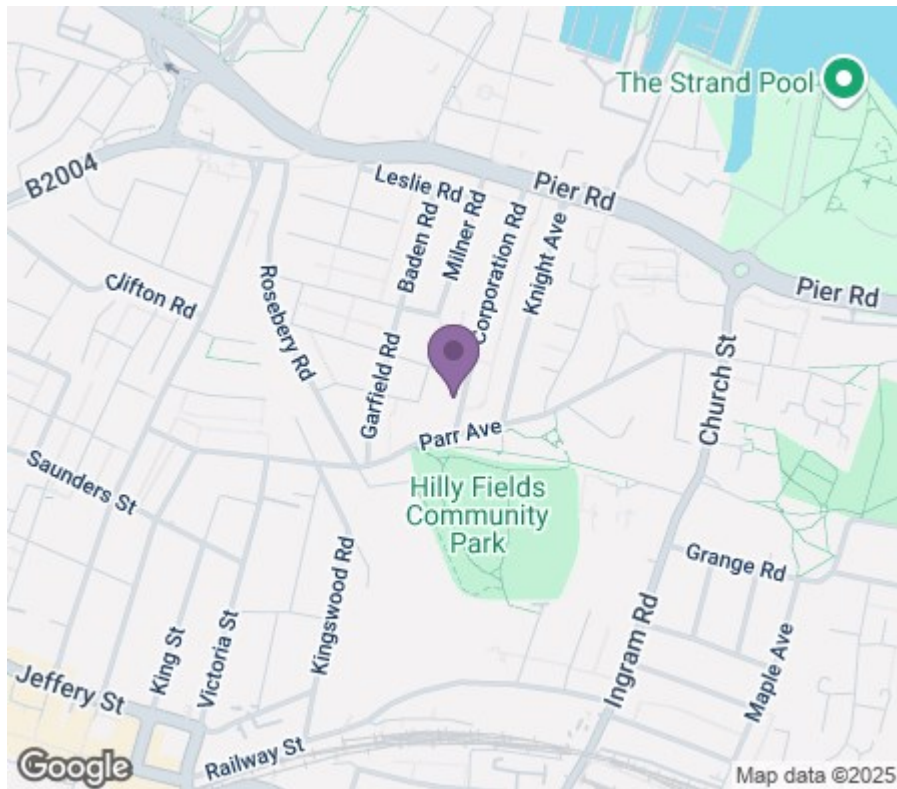 The Strand Pool
B2004
Leslie Rd
Pier Rd
Baden Rd
Milner Rd
Corporation Rd
Knight Ave
Pier Rd
Clifton Rd
Rosebery Rd
Garfield Rd
Church St
Parr Ave
Saunders St
Hilly Fields
Community
Park
Grange Rd
Kingswood Rd
Ingram Rd
King St
Victoria St
Maple Ave
Jeffery St
Railway St
Google
Map data ©2025